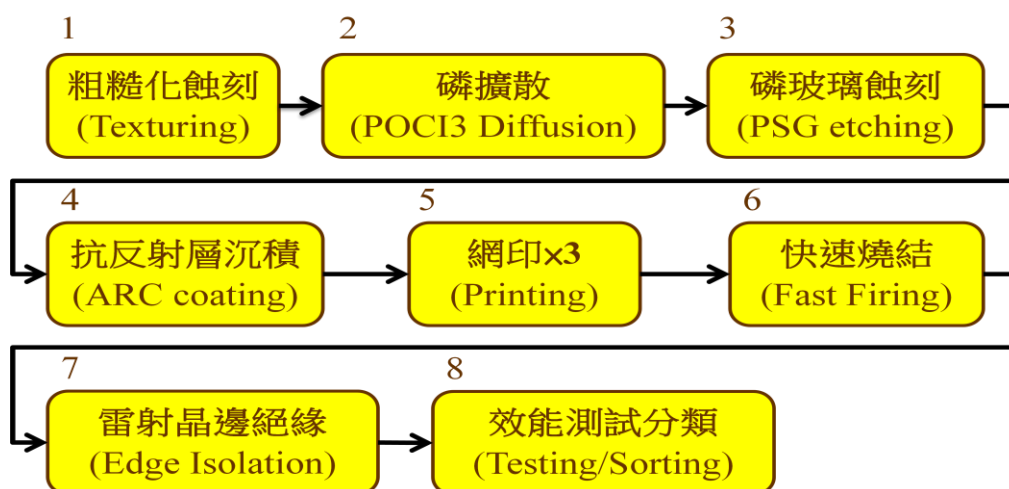 1
粗糙化蝕刻
(Texturing)
2
磷擴散
(POCI3 Diffusion)
3
磷玻璃蝕刻
(PSG etching)
4
抗反射層沉積
(ARC coating)
5
網印×3
(Printing)
6
快速燒結
(Fast Firing)
7
雷射晶邊絕緣
(Edge Isolation)
8
效能測試分類
(Testing/Sorting)